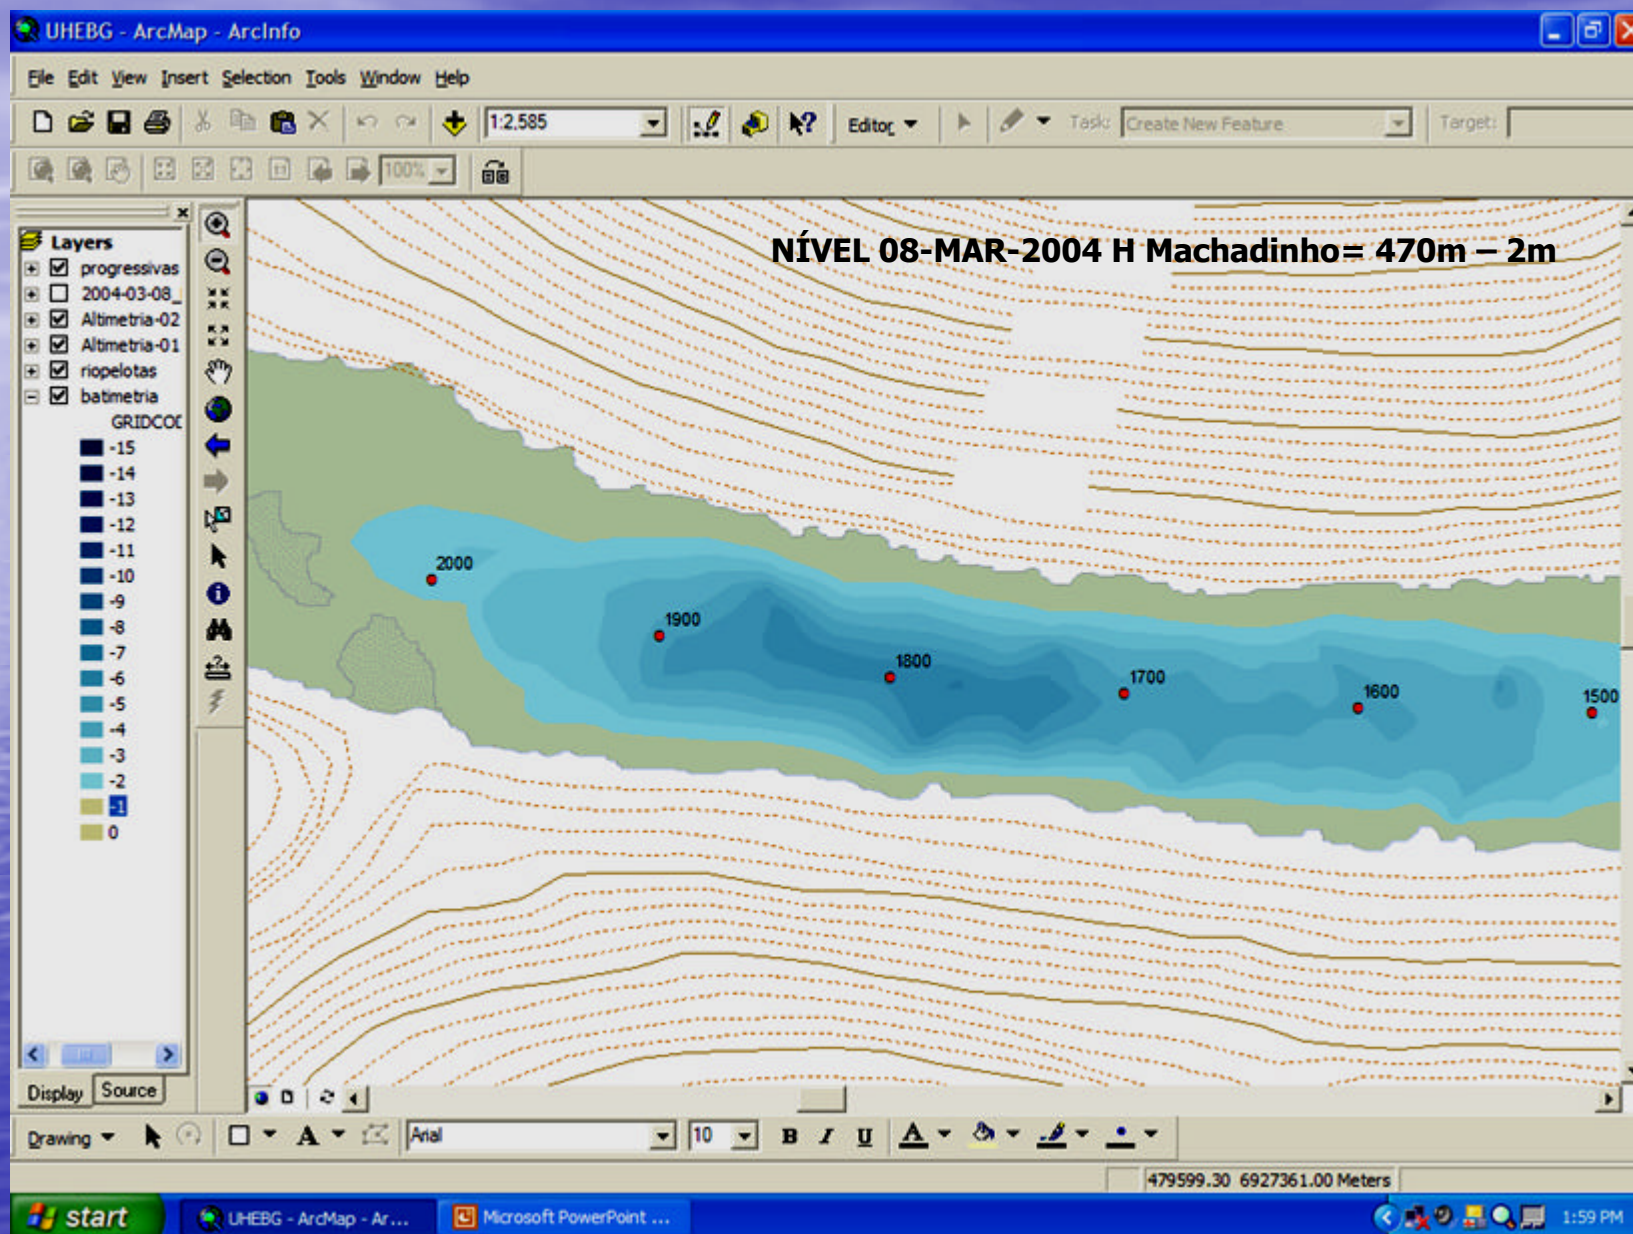 UHEBG - ArcMap - ArcInfo
File Edit View Insert Selection Tools Window Help
1:2,585 Editor Task: Create New Feature Target:
100%
Layers
progressivas
2004-03-08_
Altimetria-02
Altimetria-01
riopelotas
batimetria
GRIDCOD
-15
-14
-13
-12
-11
-10
-9
-8
-7
-6
-5
-4
-3
-2
-1
0
NÍVEL 08-MAR-2004 H Machadinho= 470m – 2m
2000
1900
1800
1700
1600
1500
Display Source
Drawing A Arial 10 B I U A
479599.30 6927361.00 Meters
start UHEBG - ArcMap - Ar... Microsoft PowerPoint ... 1:59 PM